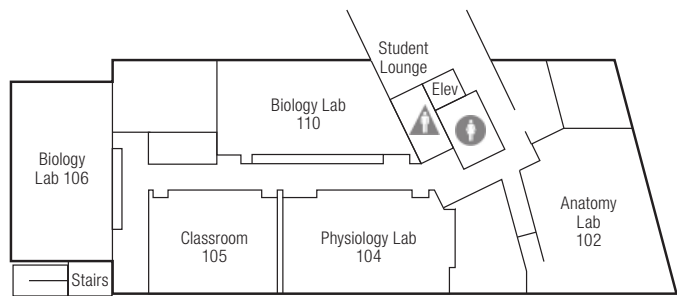 Student
Lounge
Elev
Biology Lab
110
Biology
Lab 106
Anatomy
Lab
102
Classroom
105
Physiology Lab
104
Stairs